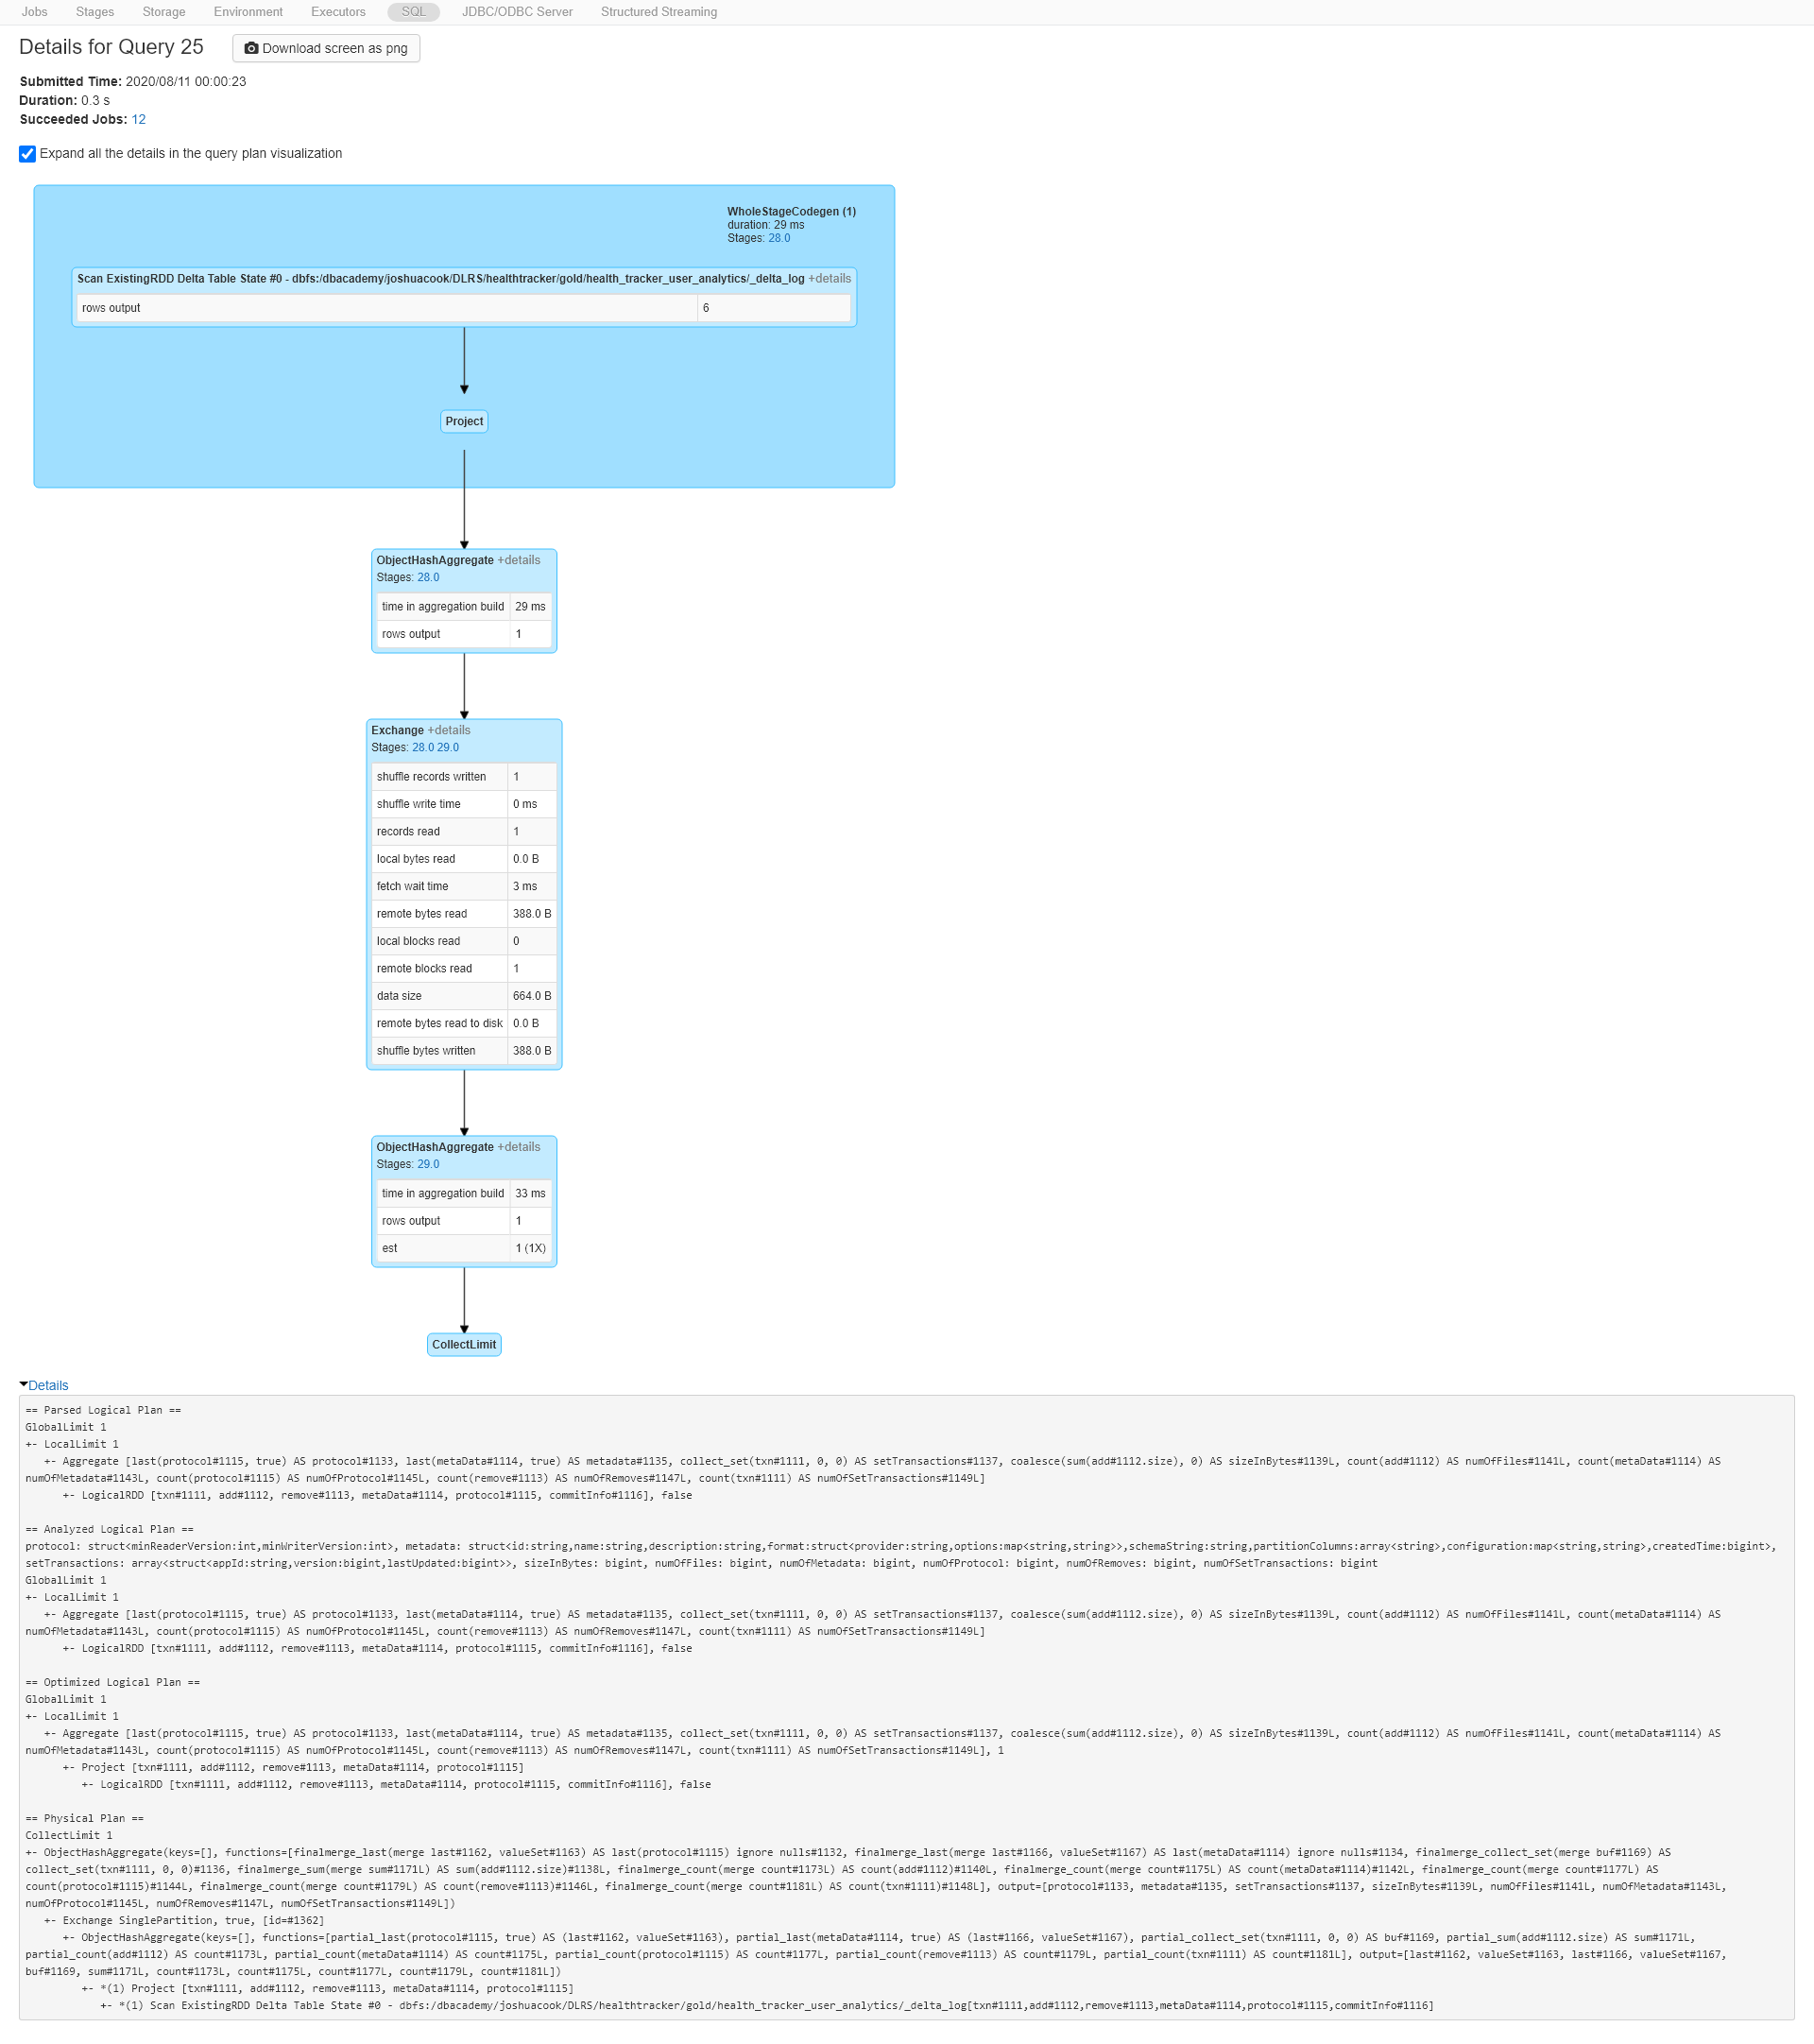 Jobs Stages Storage Environment Executors SQL JDBC/ODBC Server Structured Streaming
Details for Query 25 Download screen as png
Submitted Time: 2020/08/11 00:00:23
Duration: 0.3 s
Succeeded Jobs: 12
Expand all the details in the query plan visualization
WholeStageCodegen (1)
duration: 29 ms
Stages: 28.0
Scan ExistingRDD Delta Table State #0 - dbfs:/dbacademy/joshuacook/DLRS/healthtracker/gold/health_tracker_user_analytics/_delta_log +details
rows output 6
Project
ObjectHashAggregate +details
Stages: 28.0
time in aggregation build 29 ms
rows output 1
Exchange +details
Stages: 28.0 29.0
shuffle records written 1
shuffle write time 0 ms
records read 1
local bytes read 0.0 B
fetch wait time 3 ms
remote bytes read 388.0 B
local blocks read 0
remote blocks read 1
data size 664.0 B
remote bytes read to disk 0.0 B
shuffle bytes written 388.0 B
ObjectHashAggregate +details
Stages: 29.0
time in aggregation build 33 ms
rows output 1
est 1 (1X)
CollectLimit
Details
== Parsed Logical Plan ==
GlobalLimit 1
+- LocalLimit 1
   +- Aggregate [last(protocol#1115, true) AS protocol#1133, last(metaData#1114, true) AS metadata#1135, collect_set(txn#1111, 0, 0) AS setTransactions#1137, coalesce(sum(add#1112.size), 0) AS sizeInBytes#1139L, count(add#1112) AS numOfFiles#1141L, count(metaData#1114) AS
numOfMetadata#1143L, count(protocol#1115) AS numOfProtocol#1145L, count(remove#1113) AS numOfRemoves#1147L, count(txn#1111) AS numOfSetTransactions#1149L]
      +- LogicalRDD [txn#1111, add#1112, remove#1113, metaData#1114, protocol#1115, commitInfo#1116], false
== Analyzed Logical Plan ==
protocol: struct<minReaderVersion:int,minWriterVersion:int>, metadata: struct<id:string,name:string,description:string,format:struct<provider:string,options:map<string,string>>,schemaString:string,partitionColumns:array<string>,configuration:map<string,string>,createdTime:bigint>,
setTransactions: array<struct<appId:string,version:bigint,lastUpdated:bigint>>, sizeInBytes: bigint, numOfFiles: bigint, numOfMetadata: bigint, numOfProtocol: bigint, numOfRemoves: bigint, numOfSetTransactions: bigint
GlobalLimit 1
+- LocalLimit 1
   +- Aggregate [last(protocol#1115, true) AS protocol#1133, last(metaData#1114, true) AS metadata#1135, collect_set(txn#1111, 0, 0) AS setTransactions#1137, coalesce(sum(add#1112.size), 0) AS sizeInBytes#1139L, count(add#1112) AS numOfFiles#1141L, count(metaData#1114) AS
numOfMetadata#1143L, count(protocol#1115) AS numOfProtocol#1145L, count(remove#1113) AS numOfRemoves#1147L, count(txn#1111) AS numOfSetTransactions#1149L]
      +- LogicalRDD [txn#1111, add#1112, remove#1113, metaData#1114, protocol#1115, commitInfo#1116], false
== Optimized Logical Plan ==
GlobalLimit 1
+- LocalLimit 1
   +- Aggregate [last(protocol#1115, true) AS protocol#1133, last(metaData#1114, true) AS metadata#1135, collect_set(txn#1111, 0, 0) AS setTransactions#1137, coalesce(sum(add#1112.size), 0) AS sizeInBytes#1139L, count(add#1112) AS numOfFiles#1141L, count(metaData#1114) AS
numOfMetadata#1143L, count(protocol#1115) AS numOfProtocol#1145L, count(remove#1113) AS numOfRemoves#1147L, count(txn#1111) AS numOfSetTransactions#1149L], 1
      +- Project [txn#1111, add#1112, remove#1113, metaData#1114, protocol#1115]
         +- LogicalRDD [txn#1111, add#1112, remove#1113, metaData#1114, protocol#1115, commitInfo#1116], false
== Physical Plan ==
CollectLimit 1
+- ObjectHashAggregate(keys=[], functions=[finalmerge_last(merge last#1162, valueSet#1163) AS last(protocol#1115) ignore nulls#1132, finalmerge_last(merge last#1166, valueSet#1167) AS last(metaData#1114) ignore nulls#1134, finalmerge_collect_set(merge buf#1169) AS
collect_set(txn#1111, 0, 0)#1136, finalmerge_sum(merge sum#1171L) AS sum(add#1112.size)#1138L, finalmerge_count(merge count#1173L) AS count(add#1112)#1140L, finalmerge_count(merge count#1175L) AS count(metaData#1114)#1142L, finalmerge_count(merge count#1177L) AS
count(protocol#1115)#1144L, finalmerge_count(merge count#1179L) AS count(remove#1113)#1146L, finalmerge_count(merge count#1181L) AS count(txn#1111)#1148L], output=[protocol#1133, metadata#1135, setTransactions#1137, sizeInBytes#1139L, numOfFiles#1141L, numOfMetadata#1143L,
numOfProtocol#1145L, numOfRemoves#1147L, numOfSetTransactions#1149L])
   +- Exchange SinglePartition, true, [id=#1362]
      +- ObjectHashAggregate(keys=[], functions=[partial_last(protocol#1115, true) AS (last#1162, valueSet#1163), partial_last(metaData#1114, true) AS (last#1166, valueSet#1167), partial_collect_set(txn#1111, 0, 0) AS buf#1169, partial_sum(add#1112.size) AS sum#1171L,
partial_count(add#1112) AS count#1173L, partial_count(metaData#1114) AS count#1175L, partial_count(protocol#1115) AS count#1177L, partial_count(remove#1113) AS count#1179L, partial_count(txn#1111) AS count#1181L], output=[last#1162, valueSet#1163, last#1166, valueSet#1167,
buf#1169, sum#1171L, count#1173L, count#1175L, count#1177L, count#1179L, count#1181L])
         +- *(1) Project [txn#1111, add#1112, remove#1113, metaData#1114, protocol#1115]
            +- *(1) Scan ExistingRDD Delta Table State #0 - dbfs:/dbacademy/joshuacook/DLRS/healthtracker/gold/health_tracker_user_analytics/_delta_log[txn#1111,add#1112,remove#1113,metaData#1114,protocol#1115,commitInfo#1116]